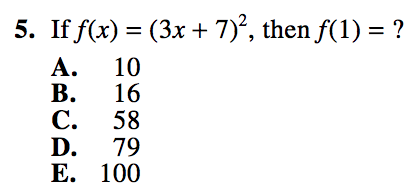 5. If f(x) = (3x + 7)², then f(1) = ?
A. 10
B. 16
C. 58
D. 79
E. 100